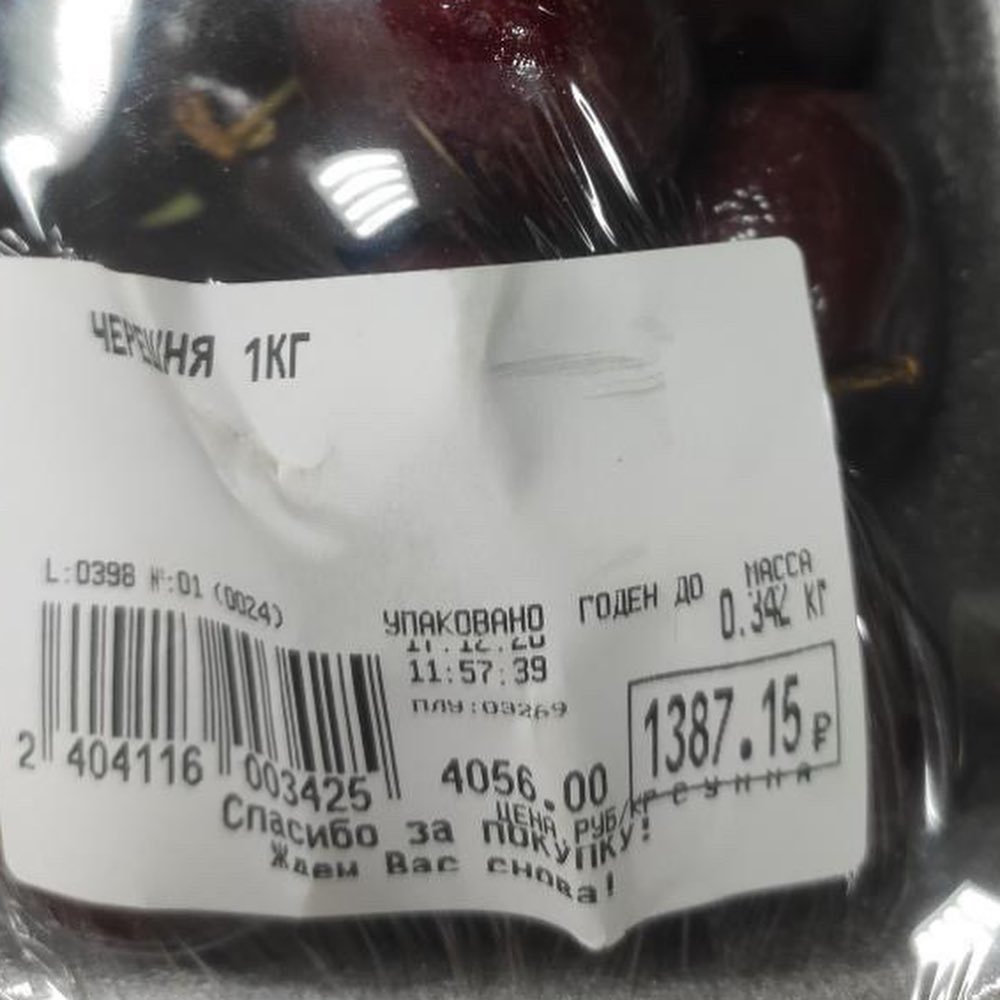 ЧЕРЕШНЯ 1КГ
L:0398 №:01 (0024)
УПАКОВАНО ГОДЕН ДО МАССА
0.342 КГ
11:57:39
ПЛУ:03269
1387.15₽
2 404116 003425
4056.00
ЦЕНА РУБ/КГ СУММА
Спасибо за ПОКУПКУ!
Ждем Вас снова!